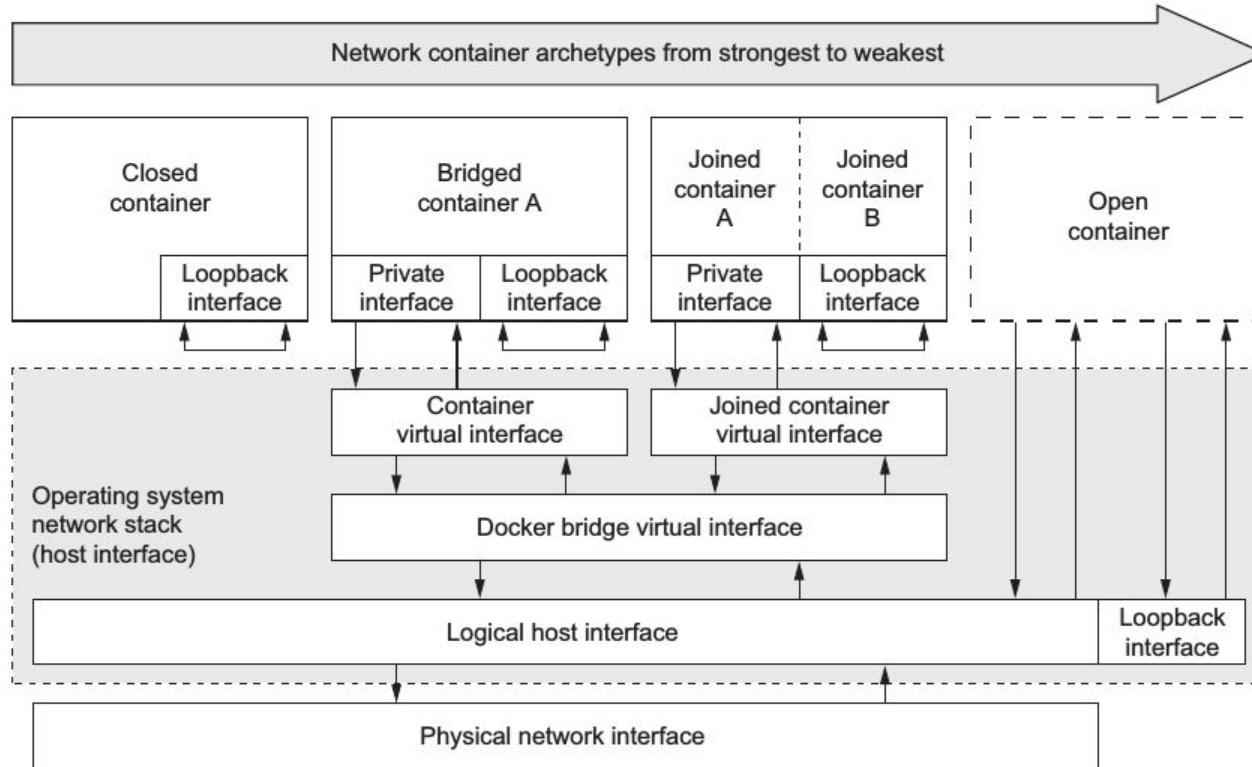 Network container archetypes from strongest to weakest
Closed
container
Loopback
interface
Bridged
container A
Private
interface
Loopback
interface
Joined
container
A
Joined
container
B
Private
interface
Loopback
interface
Open
container
Container
virtual interface
Joined container
virtual interface
Operating system
network stack
(host interface)
Docker bridge virtual interface
Logical host interface
Loopback
interface
Physical network interface